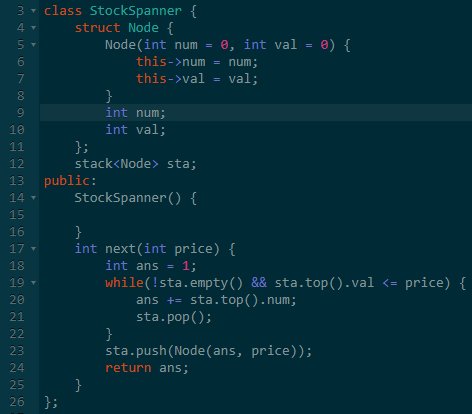 3 class StockSpanner {
4 struct Node {
5 Node(int num = 0, int val = 0) {
6 this->num = num;
7 this->val = val;
8 }
9 int num;
10 int val;
11 };
12 stack<Node> sta;
13 public:
14 StockSpanner() {
15
16 }
17 int next(int price) {
18 int ans = 1;
19 while(!sta.empty() && sta.top().val <= price) {
20 ans += sta.top().num;
21 sta.pop();
22 }
23 sta.push(Node(ans, price));
24 return ans;
25 }
26 };